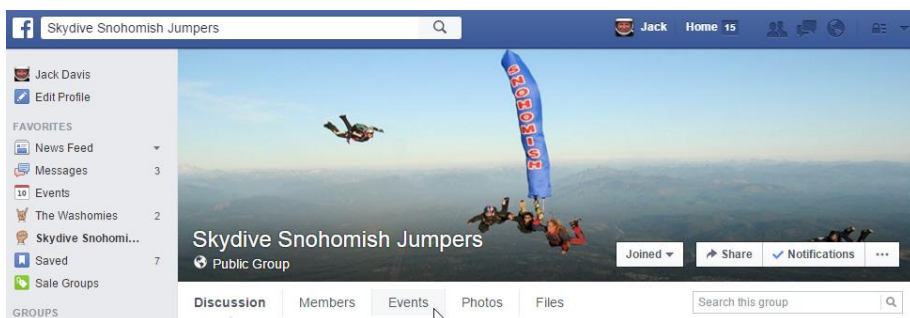 f Skydive Snohomish Jumpers Jack Home 15
Jack Davis
Edit Profile
FAVORITES
News Feed
Messages 3
10 Events
The Washomies 2
Skydive Snohomi... 
Saved 7
Sale Groups
GROUPS
SNOHOMISH
Skydive Snohomish Jumpers
Public Group
Joined Share Notifications ...
Discussion Members Events Photos Files Search this group